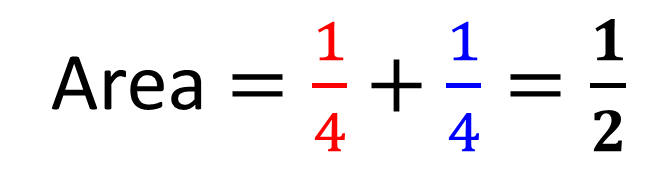 Area = 1/4 + 1/4 = 1/2